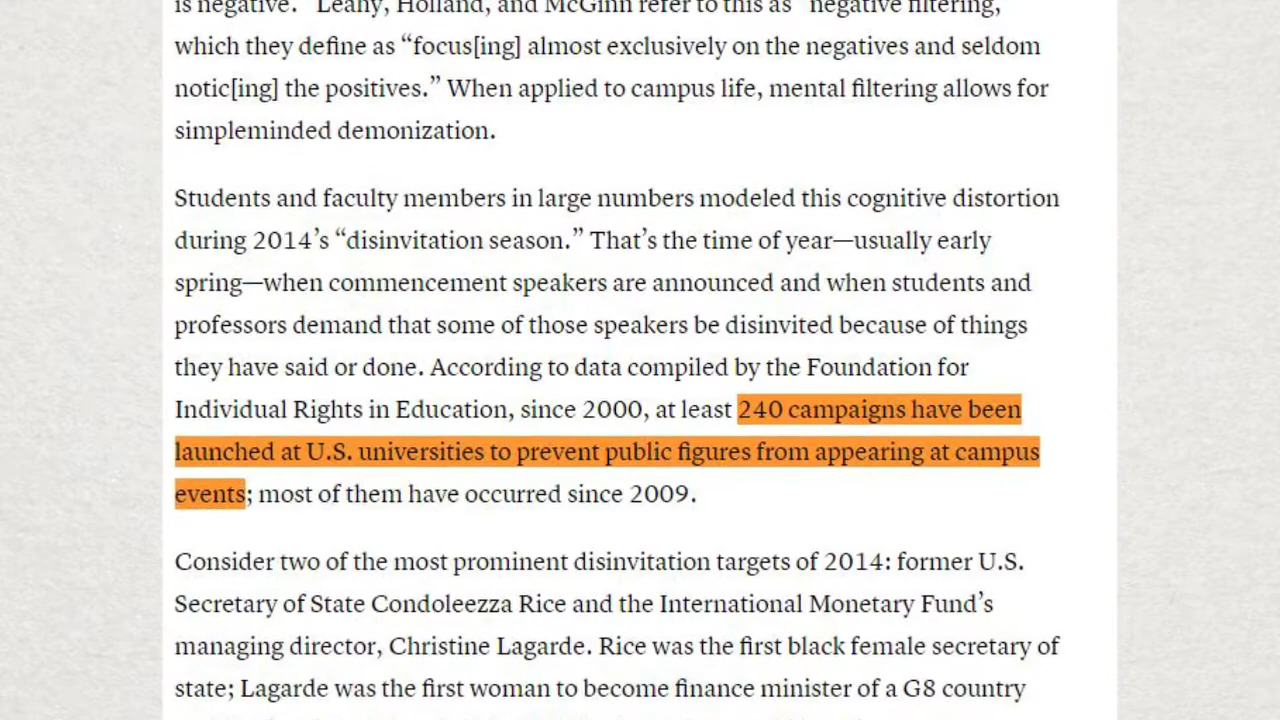 is negative.” Leahy, Holland, and McGinn refer to this as “negative filtering,”
which they define as “focus[ing] almost exclusively on the negatives and seldom
notic[ing] the positives.” When applied to campus life, mental filtering allows for
simpleminded demonization.
Students and faculty members in large numbers modeled this cognitive distortion
during 2014’s “disinvitation season.” That’s the time of year—usually early
spring—when commencement speakers are announced and when students and
professors demand that some of those speakers be disinvited because of things
they have said or done. According to data compiled by the Foundation for
Individual Rights in Education, since 2000, at least 240 campaigns have been
launched at U.S. universities to prevent public figures from appearing at campus
events; most of them have occurred since 2009.
Consider two of the most prominent disinvitation targets of 2014: former U.S.
Secretary of State Condoleezza Rice and the International Monetary Fund’s
managing director, Christine Lagarde. Rice was the first black female secretary of
state; Lagarde was the first woman to become finance minister of a G8 country